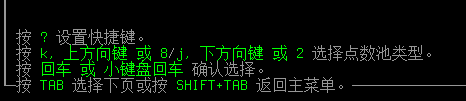 按 ? 设置快捷键。
按 k, 上方向键 或 8/j, 下方向键 或 2 选择点数池类型。
按 回车 或 小键盘回车 确认选择。
按 TAB 选择下页或按 SHIFT+TAB 返回主菜单。